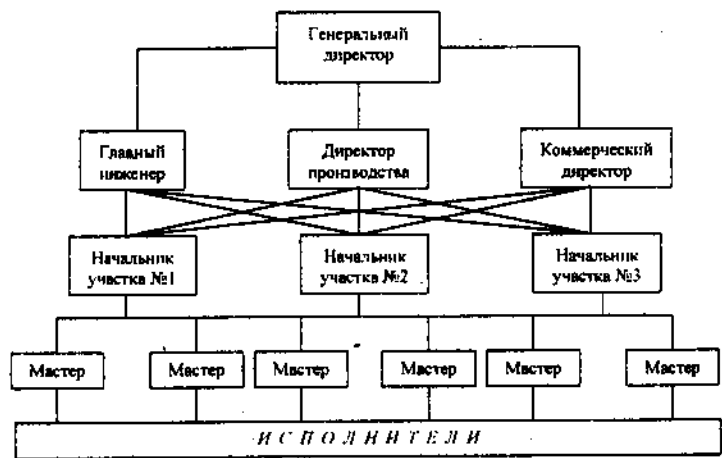 Генеральный
директор
Главный
инженер
Директор
производства
Коммерческий
директор
Начальник
участка №1
Начальник
участка №2
Начальник
участка №3
Мастер
Мастер
Мастер
Мастер
Мастер
Мастер
ИСПОЛНИТЕЛИ